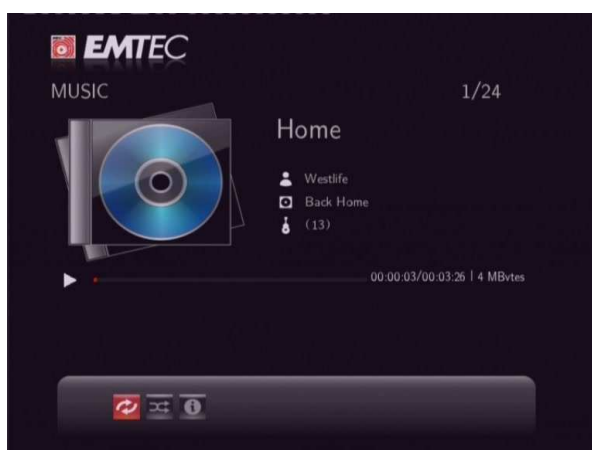 EMTEC
MUSIC
1/24
Home
Westlife
Back Home
(13)
00:00:03/00:03:26 | 4 MBytes